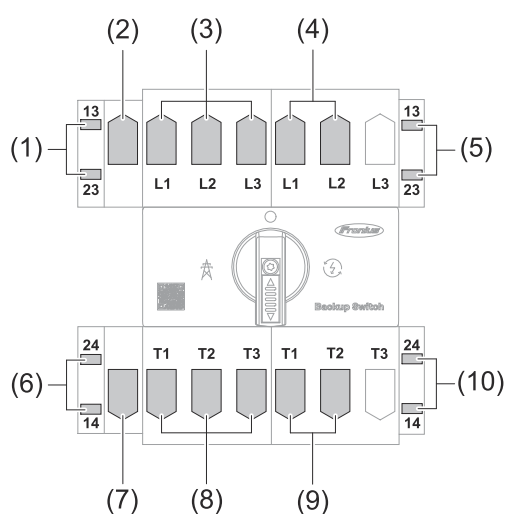 (2) (3) (4)
13 13
(1) (5)
23 L1 L2 L3 L1 L2 L3 23
Fronius
Backup Switch
24 T1 T2 T3 T1 T2 T3 24
(6) (10)
14 14
(7) (8) (9)